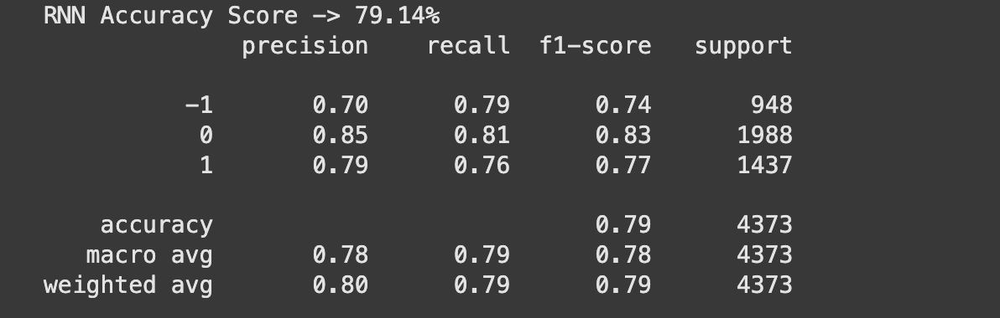 RNN Accuracy Score -> 79.14%
precision recall f1-score support
-1 0.70 0.79 0.74 948
0 0.85 0.81 0.83 1988
1 0.79 0.76 0.77 1437
accuracy 0.79 4373
macro avg 0.78 0.79 0.78 4373
weighted avg 0.80 0.79 0.79 4373